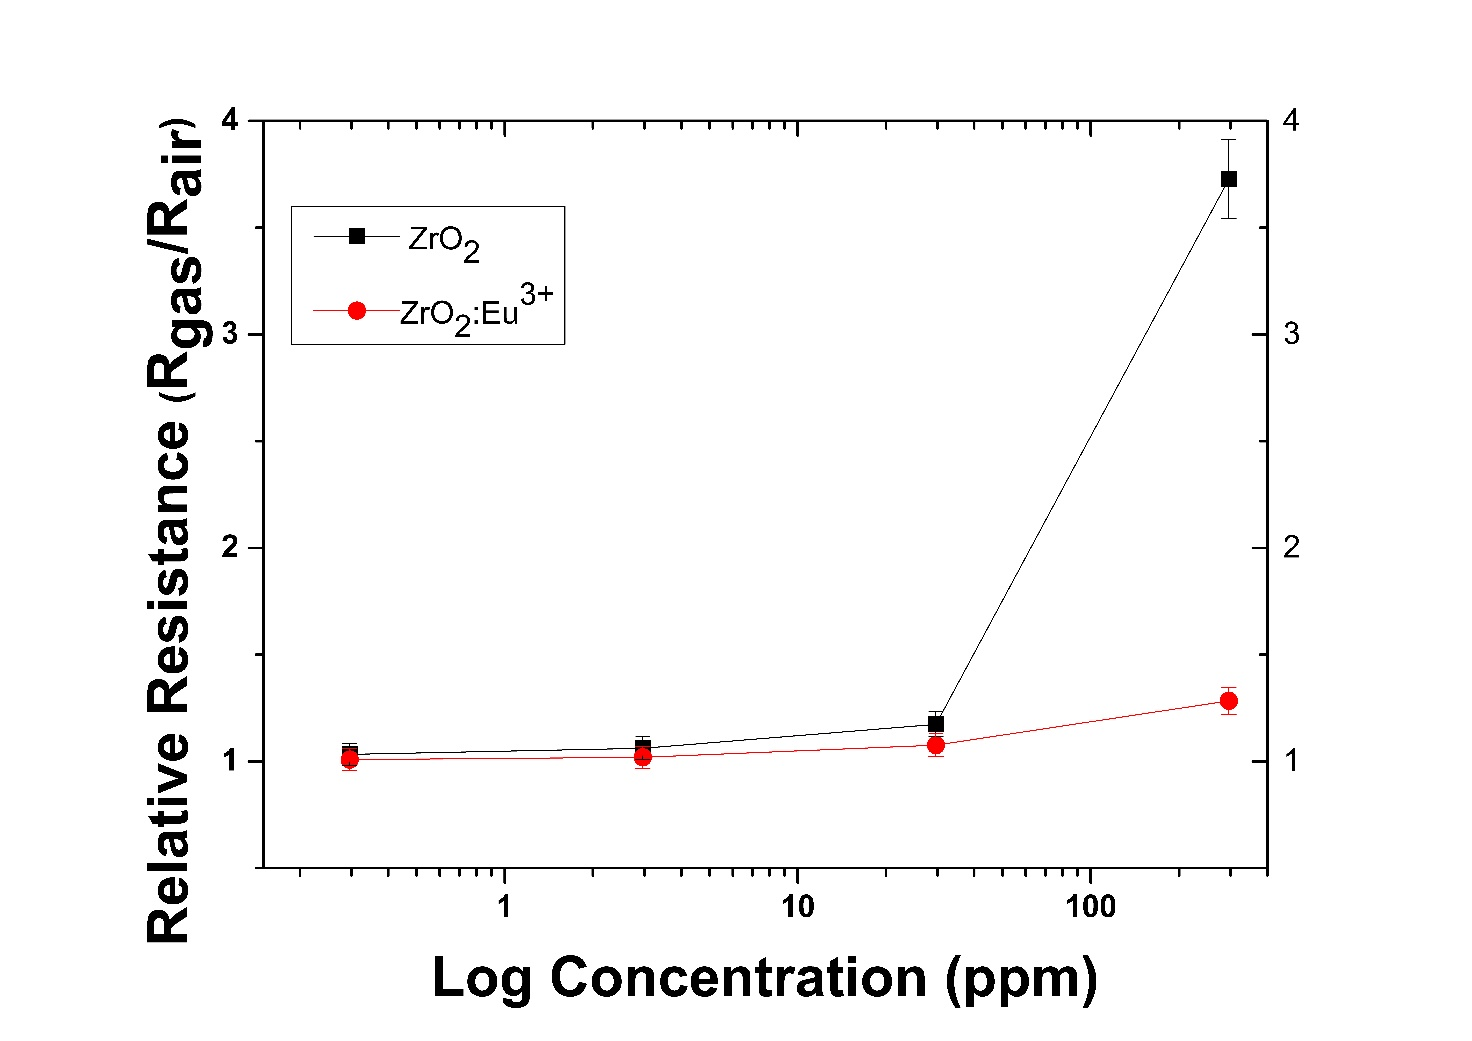 Relative Resistance (Rgas/Rair)
4
3
2
1
4
3
2
1
ZrO₂
ZrO₂:Eu³⁺
1 10 100
Log Concentration (ppm)